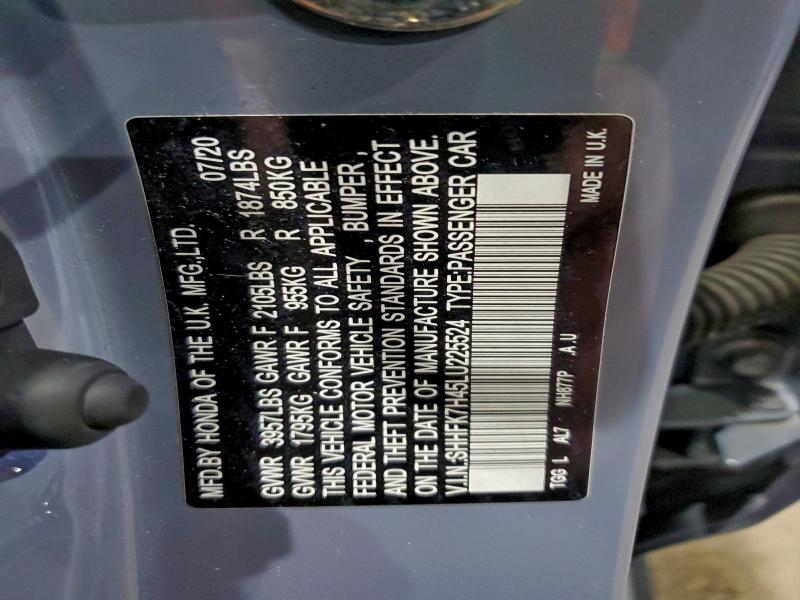 MFD.BY HONDA OF THE U.K. MFG.,LTD. 07/20
GVWR 3957LBS GAWR F 2105LBS R 1874LBS
GVWR 1795KG GAWR F 955KG R 850KG
THIS VEHICLE CONFORMS TO ALL APPLICABLE
FEDERAL MOTOR VEHICLE SAFETY , BUMPER ,
AND THEFT PREVENTION STANDARDS IN EFFECT
ON THE DATE OF MANUFACTURE SHOWN ABOVE.
V.I.N.:SHHFK7H45LU225524 TYPE:PASSENGER CAR
TGG L AL7 NH877P .A.U
MADE IN U.K.